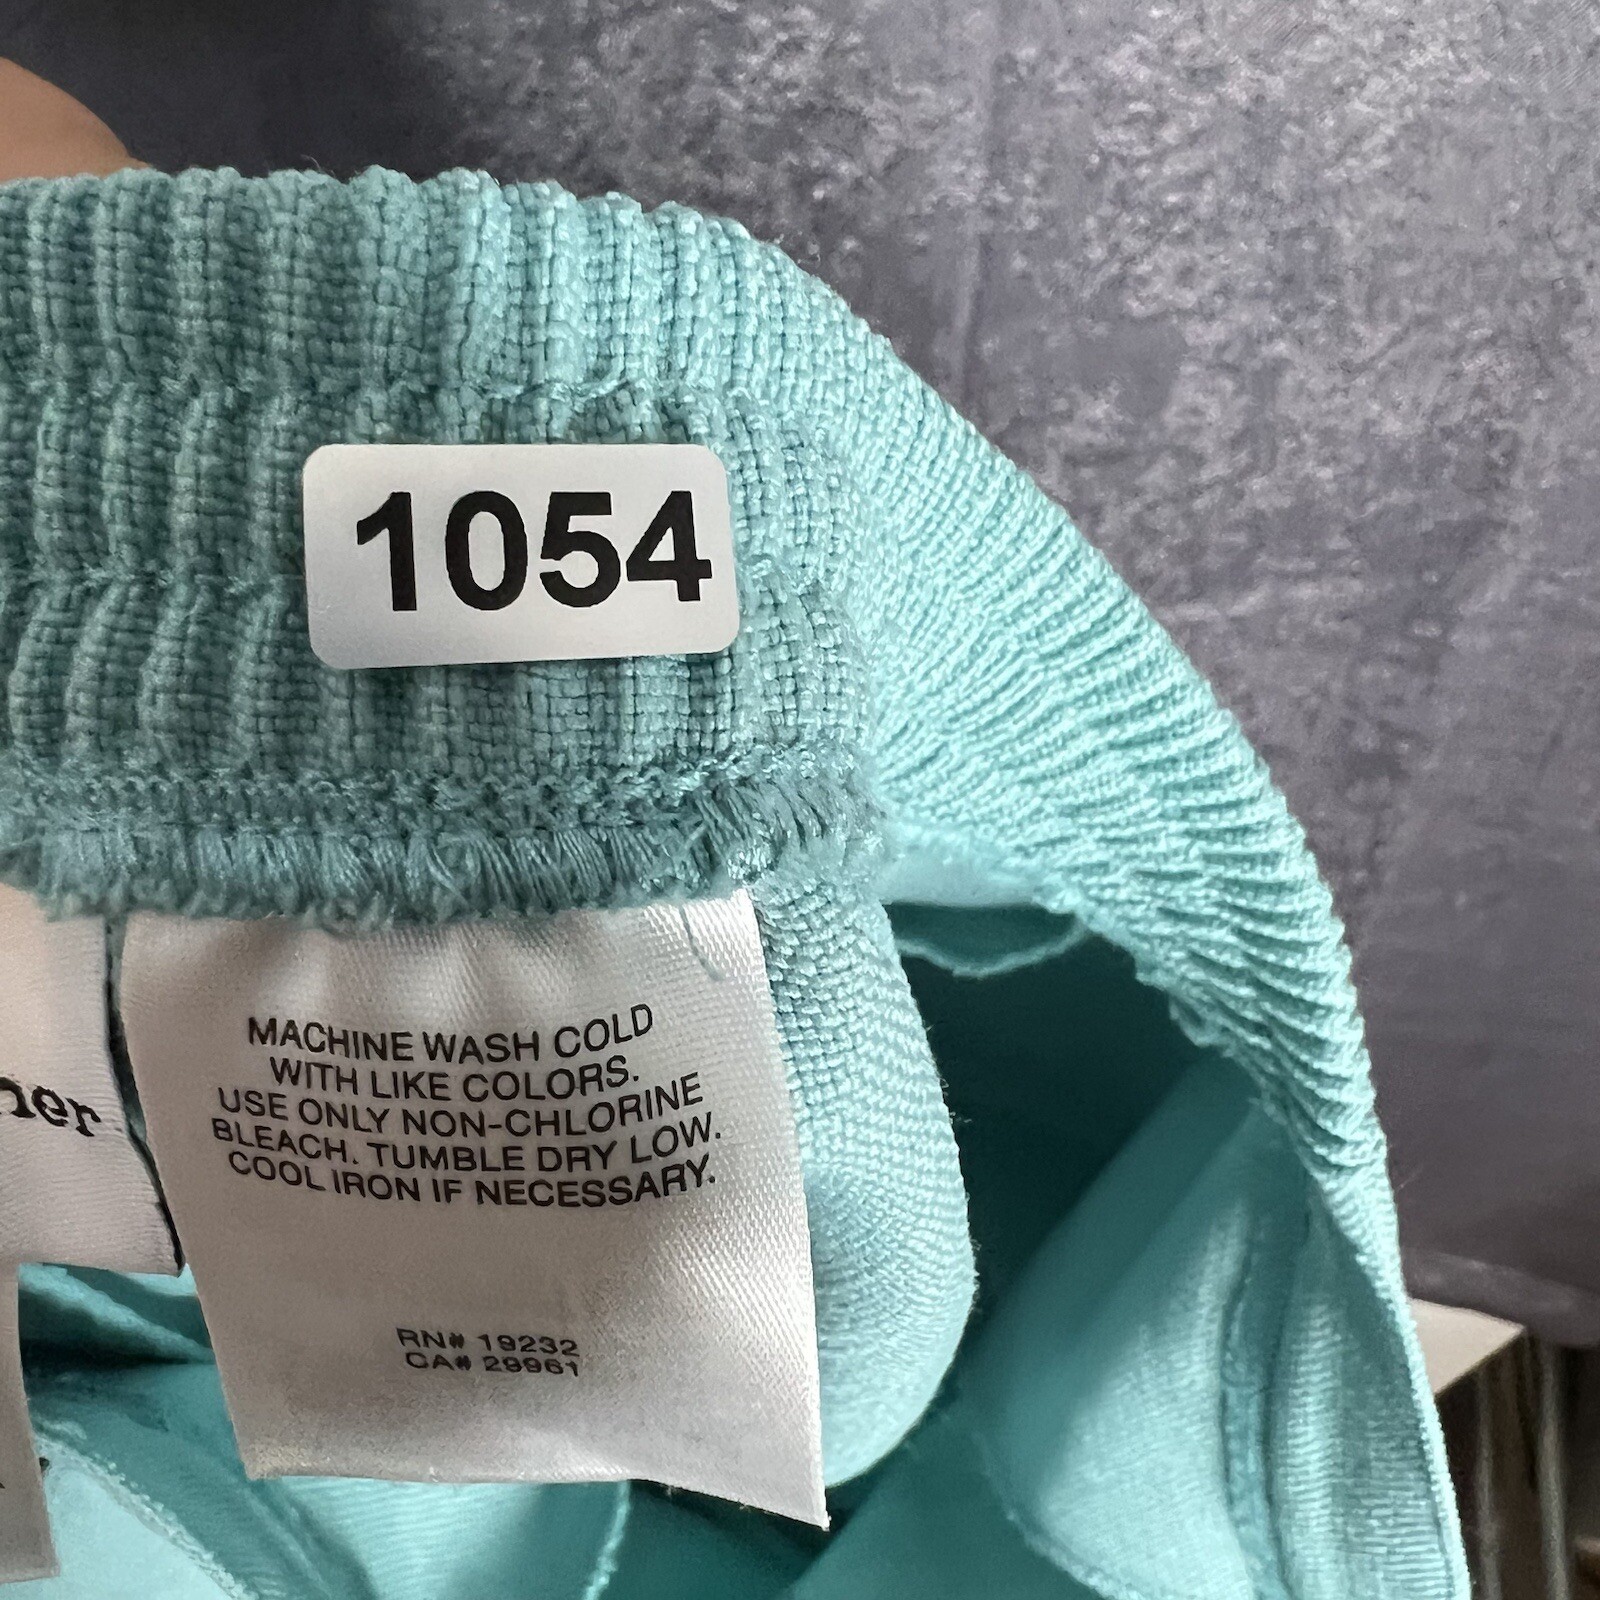 1054
MACHINE WASH COLD
WITH LIKE COLORS.
USE ONLY NON-CHLORINE
BLEACH. TUMBLE DRY LOW.
COOL IRON IF NECESSARY.
RN# 19232
CA# 29961